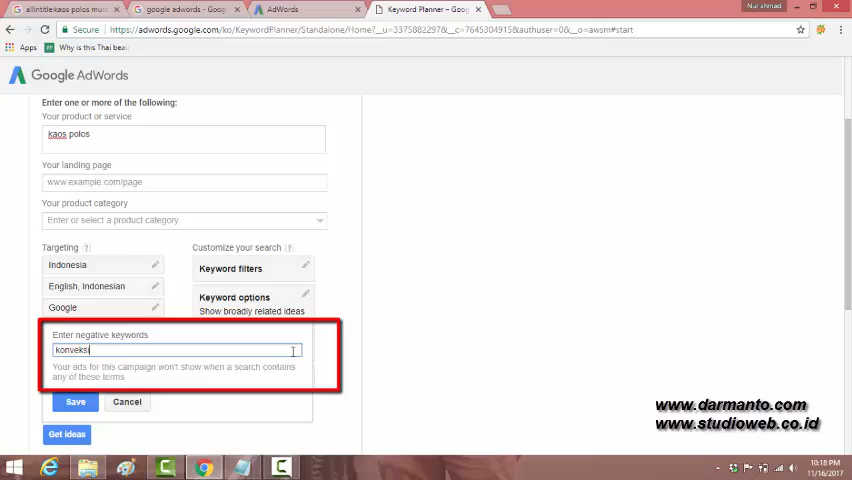 allintitle:kaos polos mu
google adwords - Goo
AdWords
Keyword Planner – Goog
Nur ahmad
Secure
https://adwords.google.com/ko/KeywordPlanner/Standalone/Home?__u=3375882297&__c=7645304915&authuser=0&__o=awsm#start
Apps
Why is this Thai bea
Google AdWords
Enter one or more of the following:
Your product or service
kaos polos
Your landing page
www.example.com/page
Your product category
Enter or select a product category
Targeting ?
Customize your search ?
Indonesia
Keyword filters
English, Indonesian
Keyword options
Show broadly related ideas
Google
Enter negative keywords
konveksi
Your ads for this campaign won't show when a search contains
any of these terms
Save
Cancel
Get ideas
www.darmanto.com
www.studioweb.co.id
10:18 PM
11/16/2017